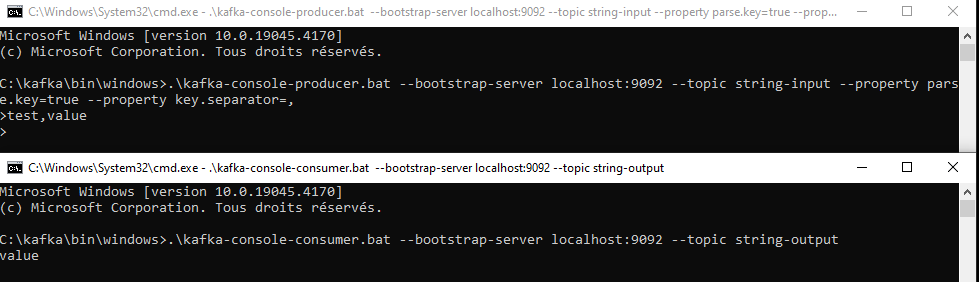 C:\Windows\System32\cmd.exe - .\kafka-console-producer.bat --bootstrap-server localhost:9092 --topic string-input --property parse.key=true --prop...
Microsoft Windows [version 10.0.19045.4170]
(c) Microsoft Corporation. Tous droits réservés.
C:\kafka\bin\windows>.\kafka-console-producer.bat --bootstrap-server localhost:9092 --topic string-input --property pars
e.key=true --property key.separator=,
>test,value
>
C:\Windows\System32\cmd.exe - .\kafka-console-consumer.bat --bootstrap-server localhost:9092 --topic string-output
Microsoft Windows [version 10.0.19045.4170]
(c) Microsoft Corporation. Tous droits réservés.
C:\kafka\bin\windows>.\kafka-console-consumer.bat --bootstrap-server localhost:9092 --topic string-output
value